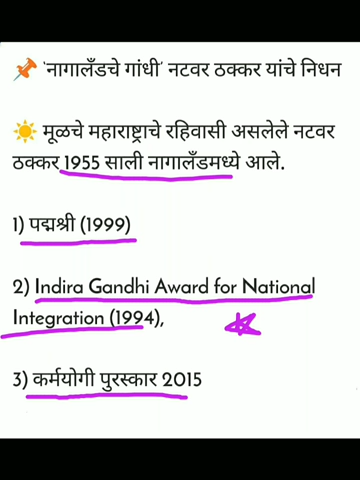 'नागालँडचे गांधी' नटवर ठक्कर यांचे निधन
मूळचे महाराष्ट्राचे रहिवासी असलेले नटवर
ठक्कर 1955 साली नागालँडमध्ये आले.
1) पद्मश्री (1999)
2) Indira Gandhi Award for National
Integration (1994),
3) कर्मयोगी पुरस्कार 2015